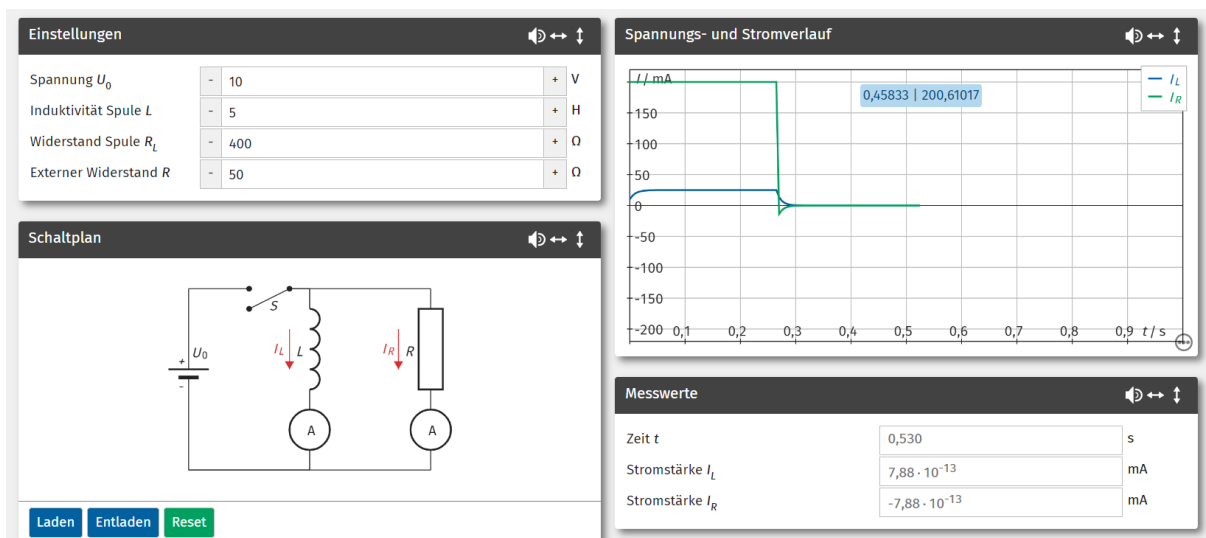 Einstellungen
Spannung U0 - 10 + V
Induktivität Spule L - 5 + H
Widerstand Spule RL - 400 + Ω
Externer Widerstand R - 50 + Ω
Schaltplan
S
+ U0 -
IL L
IR R
A A
Laden Entladen Reset
Spannungs- und Stromverlauf
I / mA
0,45833 | 200,61017
IL
IR
150
100
50
0
-50
-100
-150
-200 0,1 0,2 0,3 0,4 0,5 0,6 0,7 0,8 0,9 t / s
Messwerte
Zeit t 0,530 s
Stromstärke IL 7,88 · 10^-13 mA
Stromstärke IR -7,88 · 10^-13 mA